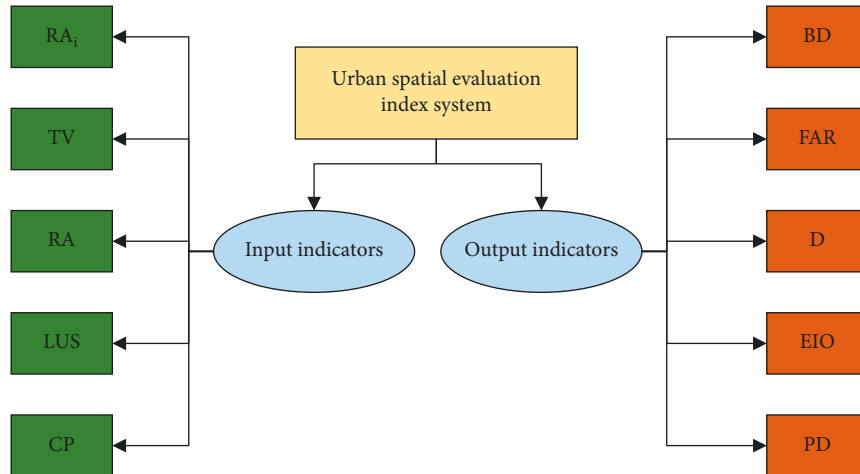 Urban spatial evaluation
index system
Input indicators
Output indicators
RAi
TV
RA
LUS
CP
BD
FAR
D
EIO
PD